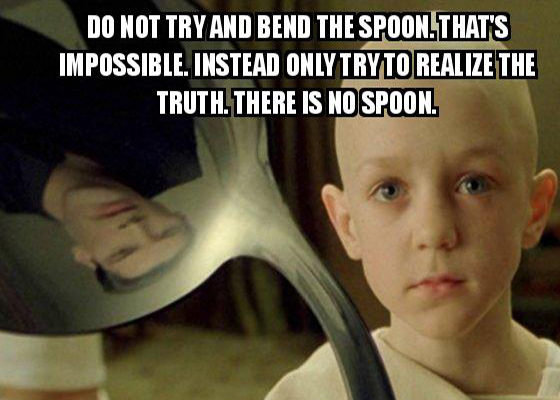 DO NOT TRY AND BEND THE SPOON. THAT'S
IMPOSSIBLE. INSTEAD ONLY TRY TO REALIZE THE
TRUTH. THERE IS NO SPOON.